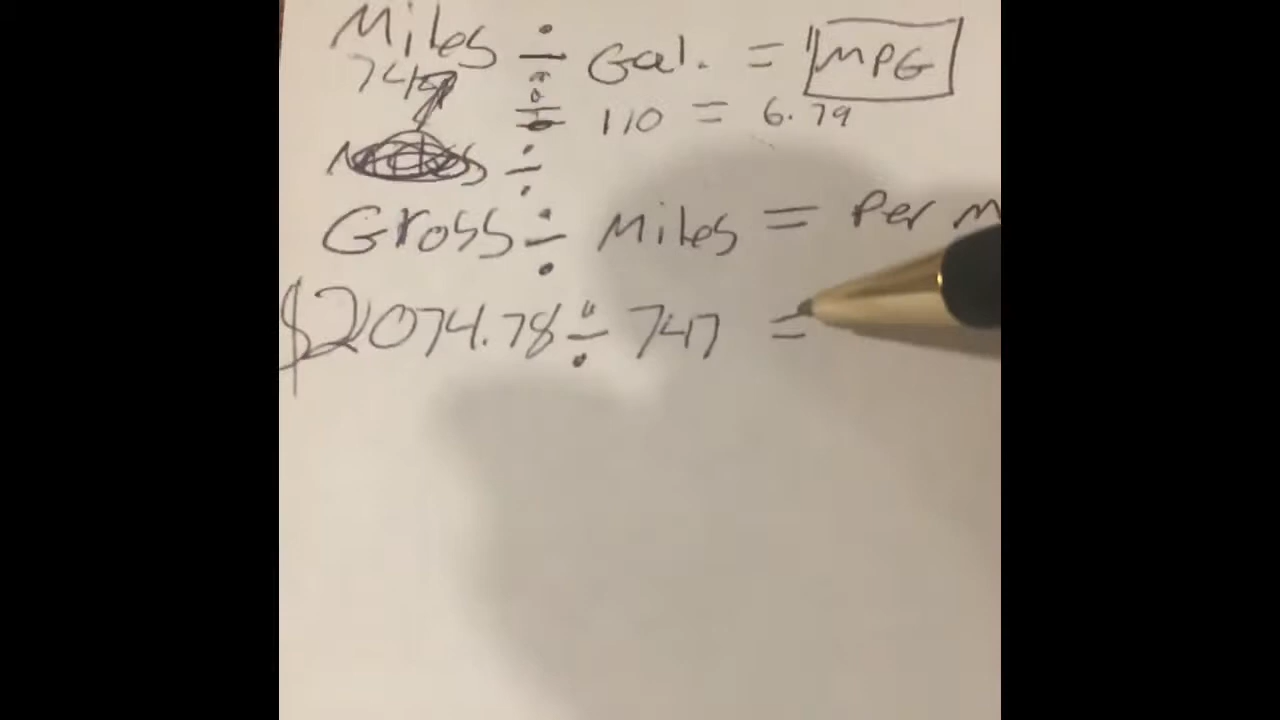 Miles ÷ Gal. = MPG
747 ÷ 110 = 6.79
÷
Gross ÷ Miles = Per M
$2074.78 ÷ 747 =